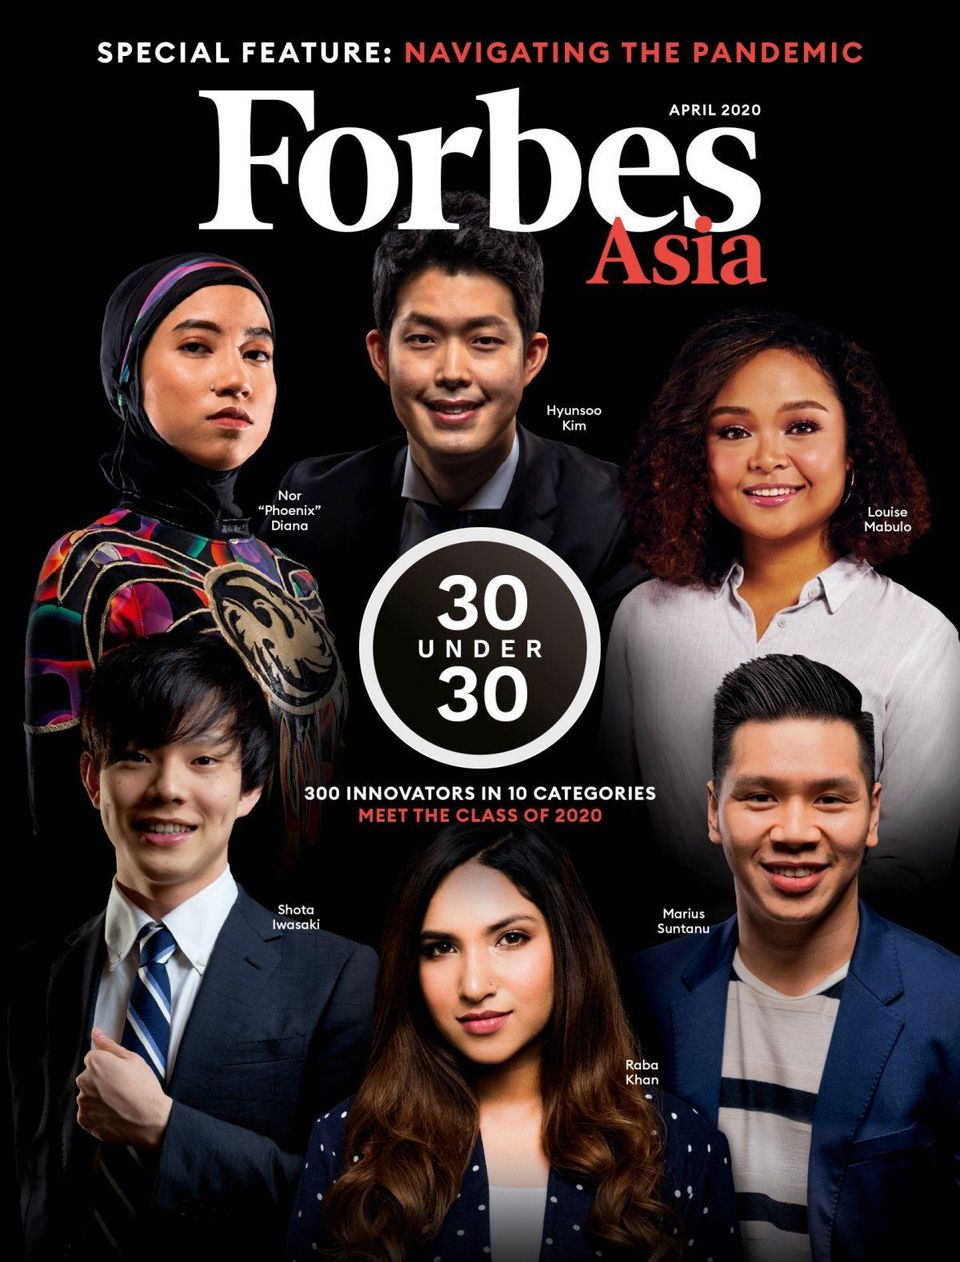 SPECIAL FEATURE: NAVIGATING THE PANDEMIC
APRIL 2020
Forbes
Asia
Hyunsoo
Kim
Nor
“Phoenix”
Diana
Louise
Mabulo
30
UNDER
30
300 INNOVATORS IN 10 CATEGORIES
MEET THE CLASS OF 2020
Shota
Iwasaki
Marius
Suntanu
Raba
Khan